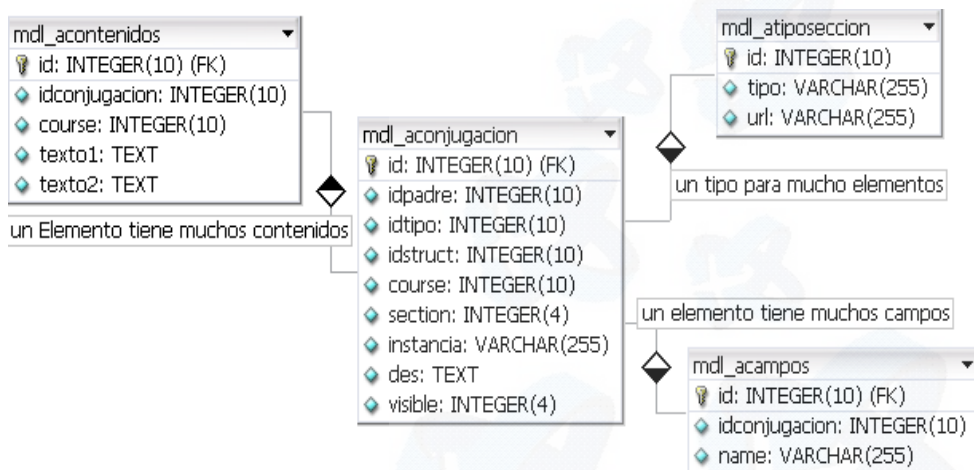 mdl_acontenidos
id: INTEGER(10) (FK)
idconjugacion: INTEGER(10)
course: INTEGER(10)
texto1: TEXT
texto2: TEXT
un Elemento tiene muchos contenidos
mdl_aconjugacion
id: INTEGER(10) (FK)
idpadre: INTEGER(10)
idtipo: INTEGER(10)
idstruct: INTEGER(10)
course: INTEGER(10)
section: INTEGER(4)
instancia: VARCHAR(255)
des: TEXT
visible: INTEGER(4)
mdl_atiposeccion
id: INTEGER(10)
tipo: VARCHAR(255)
url: VARCHAR(255)
un tipo para mucho elementos
un elemento tiene muchos campos
mdl_acampos
id: INTEGER(10) (FK)
idconjugacion: INTEGER(10)
name: VARCHAR(255)